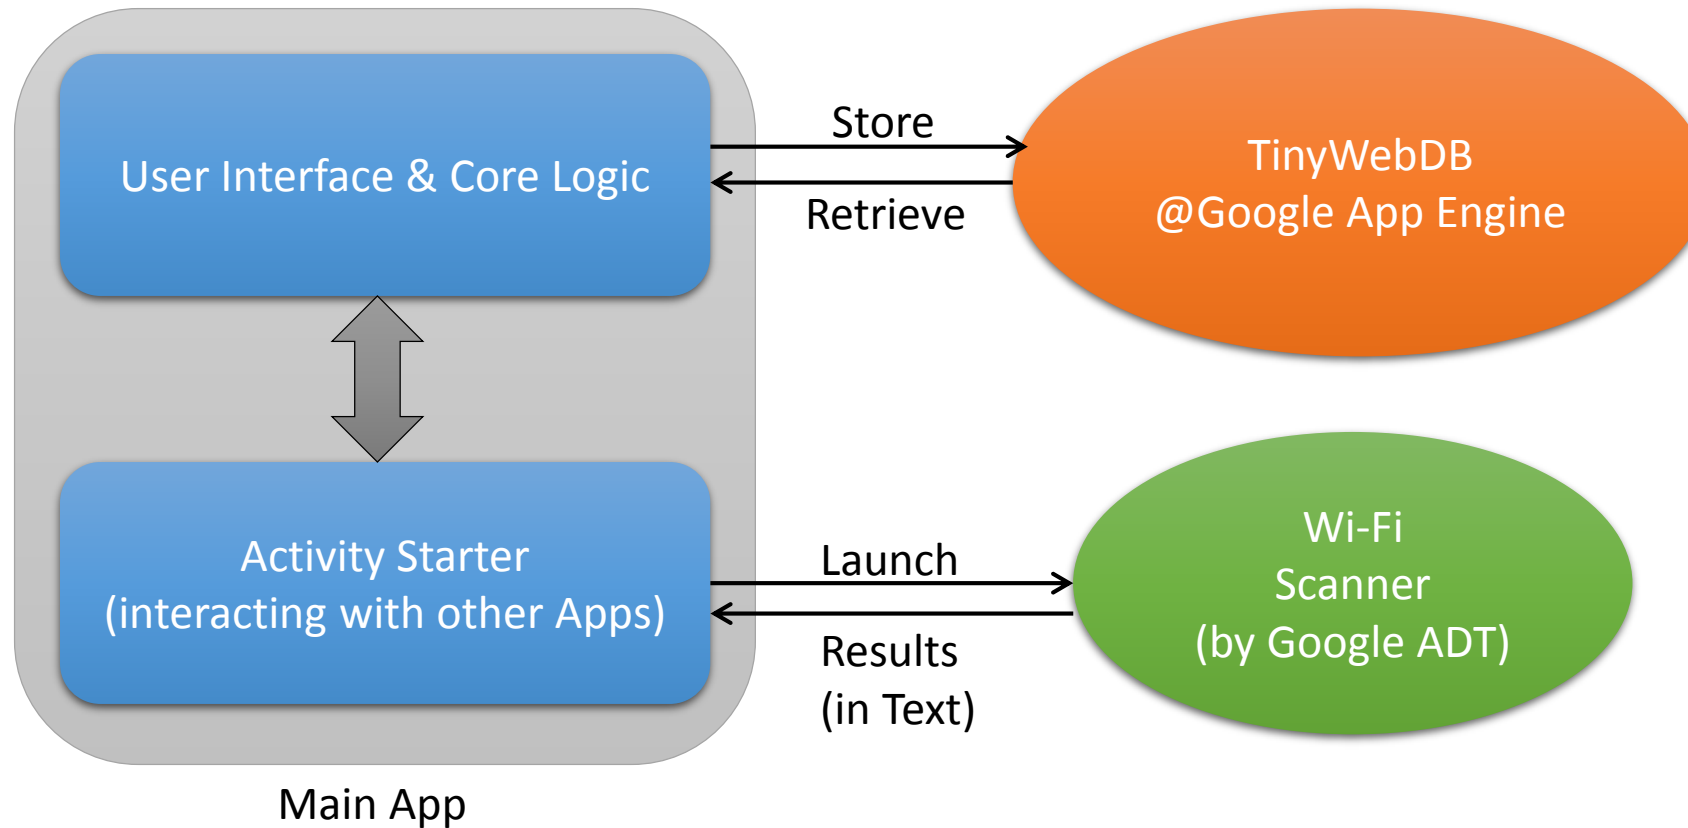 User Interface & Core Logic
Store
Retrieve
TinyWebDB
@Google App Engine
Activity Starter
(interacting with other Apps)
Launch
Results
(in Text)
Wi-Fi
Scanner
(by Google ADT)
Main App